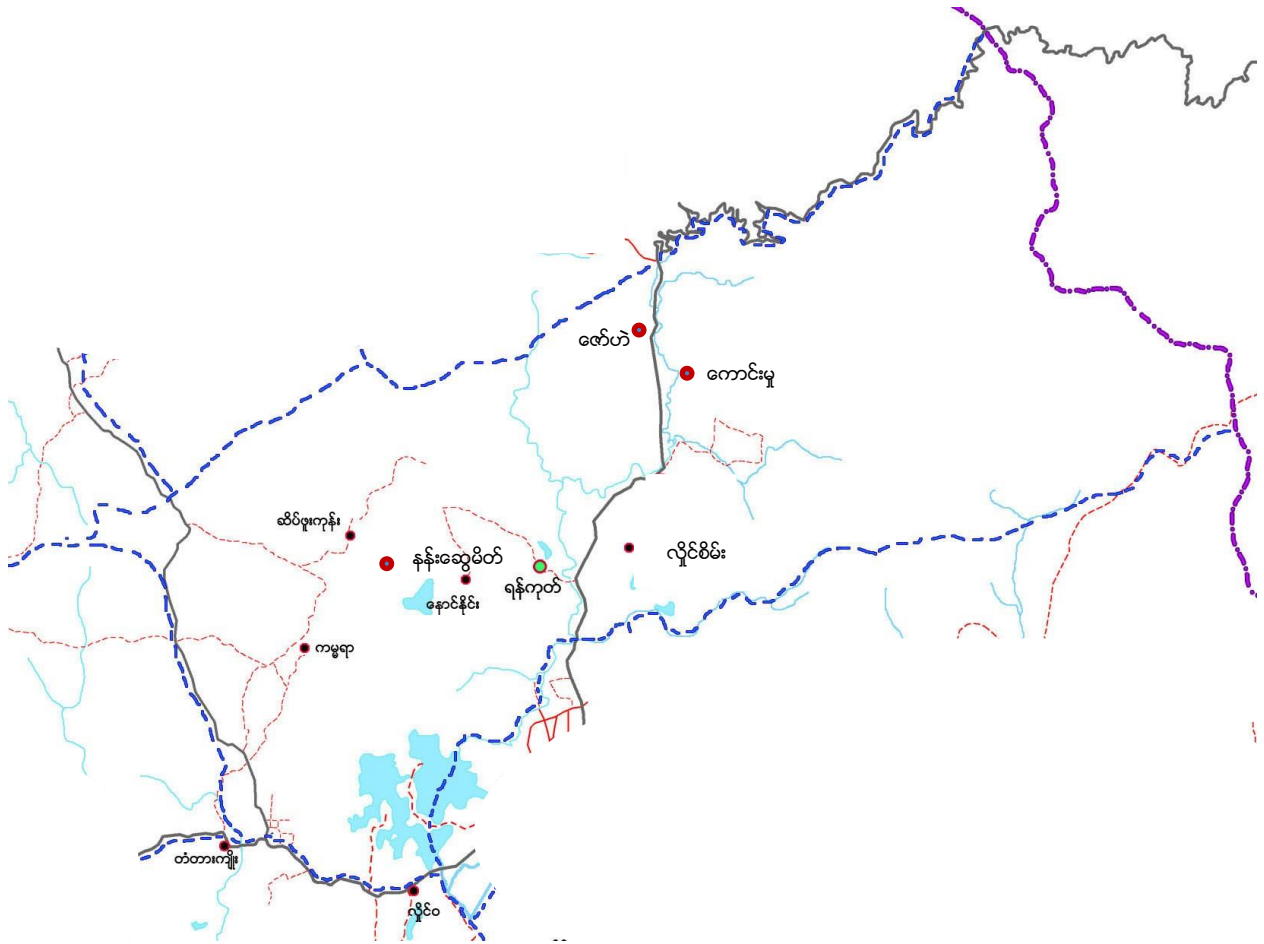 ဇော်ဟဲ
ကောင်းမှု
ဆိပ်ဖူးကုန်း
နန်းဆွေမိတ်
လှိုင်စိမ်း
ရန်ကုတ်
နောင်နိုင်း
ကမ္ဗရာ
တံတားကျိုး
လှိုင်ဝ